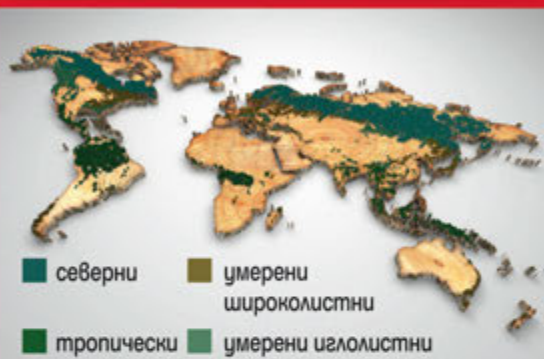 северни
умерени
широколистни
тропически
умерени иглолистни